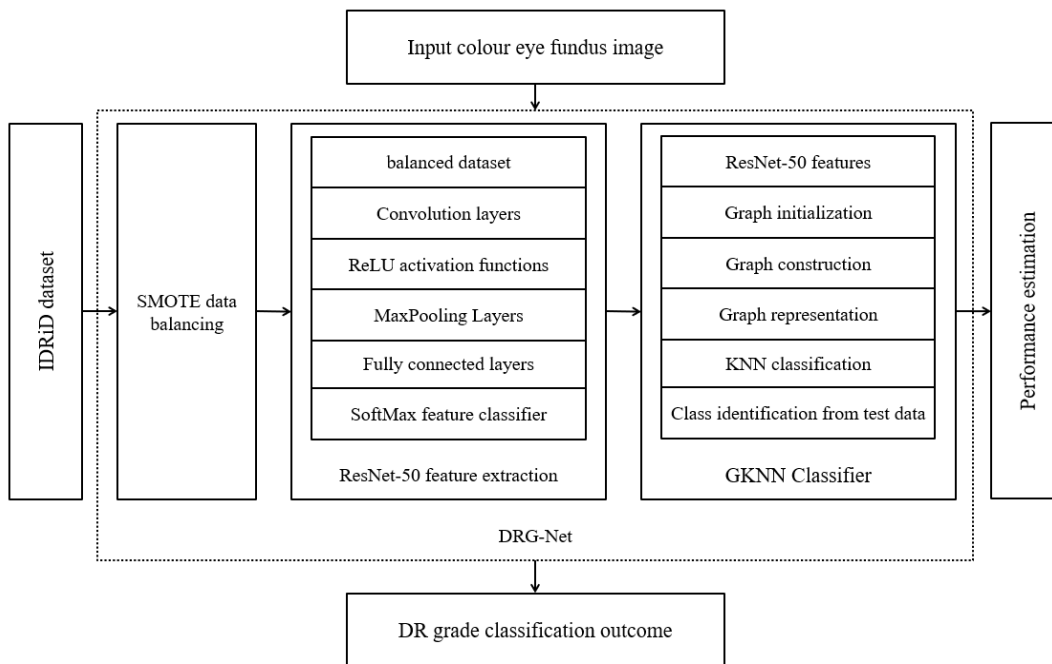 Input colour eye fundus image
IDRiD dataset
SMOTE data
balancing
balanced dataset
Convolution layers
ReLU activation functions
MaxPooling Layers
Fully connected layers
SoftMax feature classifier
ResNet-50 feature extraction
ResNet-50 features
Graph initialization
Graph construction
Graph representation
KNN classification
Class identification from test data
GKNN Classifier
Performance estimation
DRG-Net
DR grade classification outcome